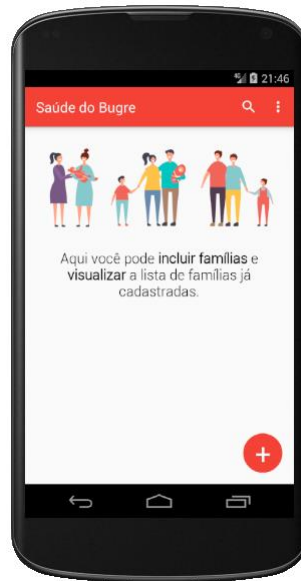 21:46
Saúde do Bugre
Aqui você pode incluir famílias e
visualizar a lista de famílias já
cadastradas.
+